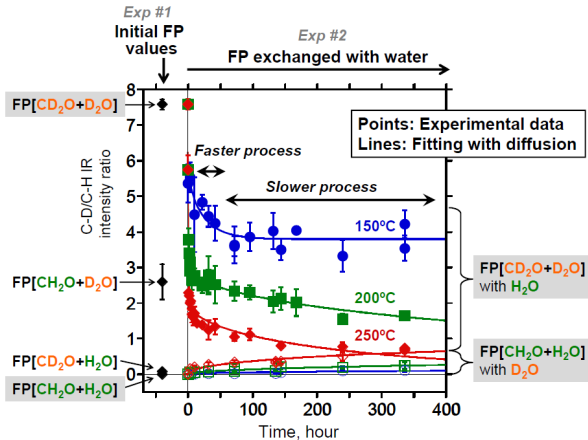 Exp #1
Initial FP
values
Exp #2
FP exchanged with water
FP[CD₂O+D₂O]
FP[CH₂O+D₂O]
FP[CD₂O+H₂O]
FP[CH₂O+H₂O]
C-D/C-H IR
intensity ratio
8
7
6
5
4
3
2
1
0
Faster process
Slower process
Points: Experimental data
Lines: Fitting with diffusion
150ºC
200ºC
250ºC
FP[CD₂O+D₂O]
with H₂O
FP[CH₂O+H₂O]
with D₂O
0 100 200 300 400
Time, hour